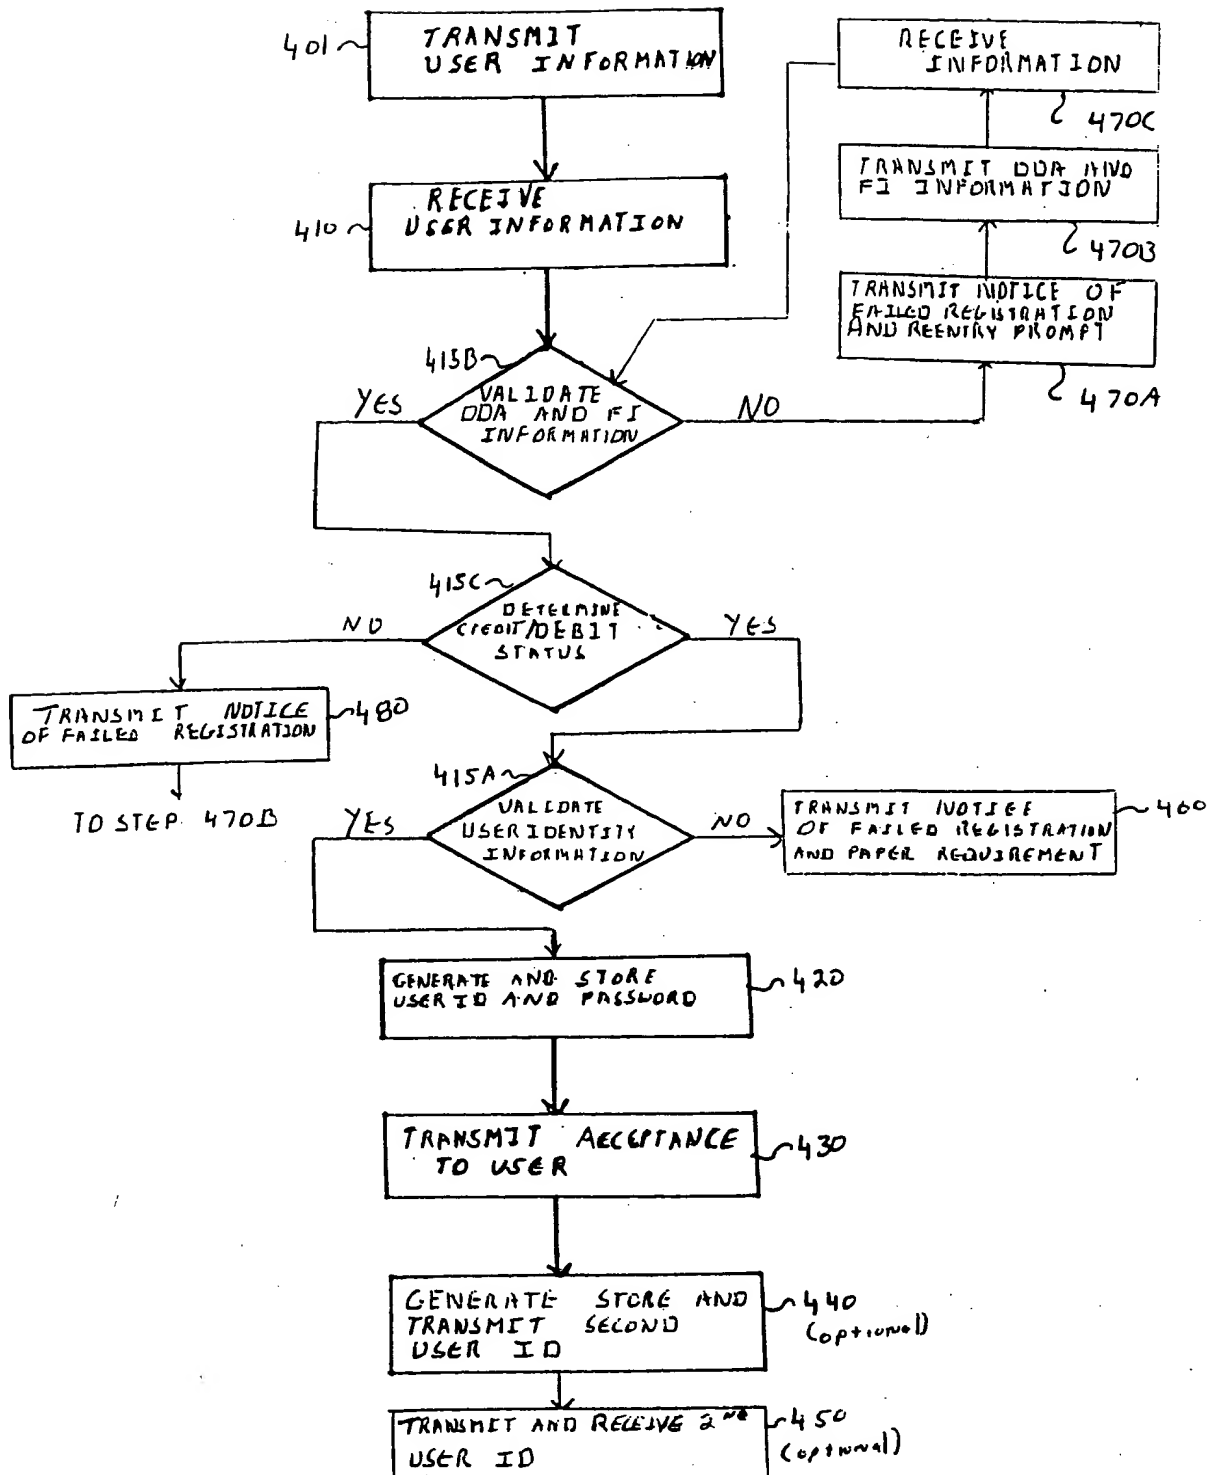 401
TRANSMIT
USER INFORMATION
RECEIVE
INFORMATION
470C
TRANSMIT DDA AND
FI INFORMATION
470B
TRANSMIT NOTICE OF
FAILED REGISTRATION
AND REENTRY PROMPT
470A
410
RECEIVE
USER INFORMATION
415B
VALIDATE
DDA AND FI
INFORMATION
YES
NO
415C
DETERMINE
CREDIT/DEBIT
STATUS
NO
YES
TRANSMIT NOTICE
OF FAILED REGISTRATION
480
TO STEP 470B
415A
VALIDATE
USER IDENTITY
INFORMATION
YES
NO
TRANSMIT NOTICE
OF FAILED REGISTRATION
AND PAPER REQUIREMENT
460
GENERATE AND STORE
USER ID AND PASSWORD
420
TRANSMIT ACCEPTANCE
TO USER
430
GENERATE STORE AND
TRANSMIT SECOND
USER ID
440
(optional)
TRANSMIT AND RECEIVE 2ND
USER ID
450
(optional)